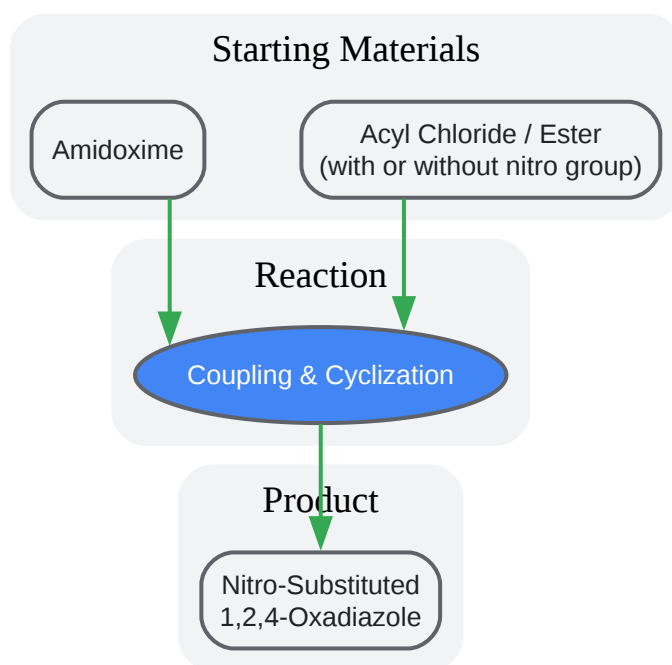 Starting Materials
Amidoxime
Acyl Chloride / Ester
(with or without nitro group)
Reaction
Coupling & Cyclization
Product
Nitro-Substituted
1,2,4-Oxadiazole